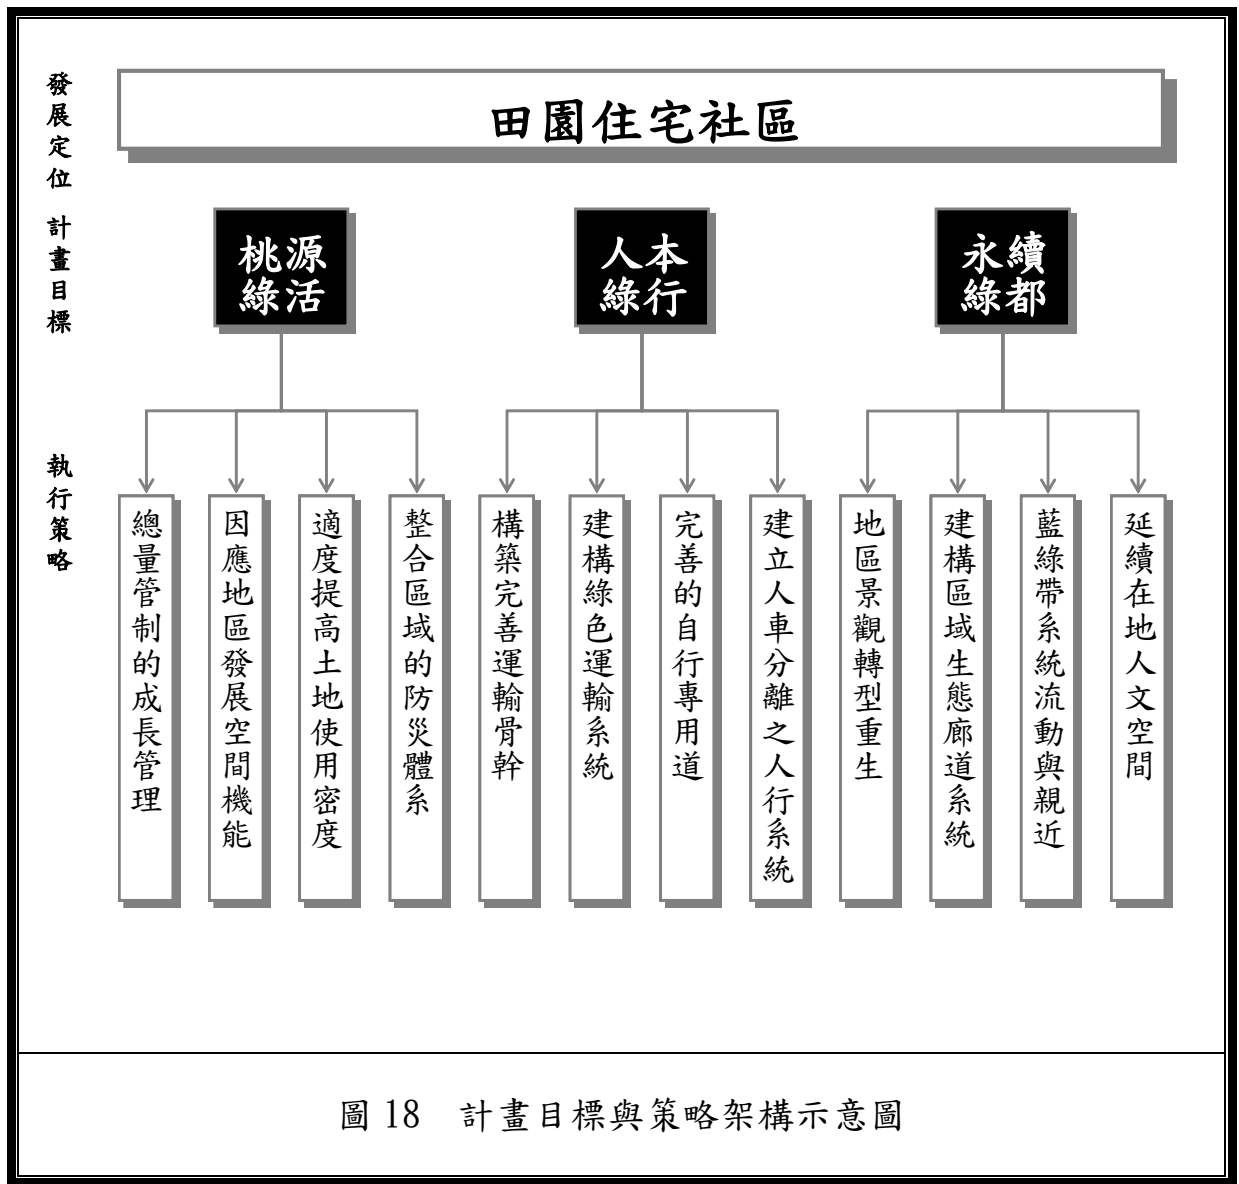 發展定位
田園住宅社區
計畫目標
桃源
綠活
人本
綠行
永續
綠都
執行策略
總量管制的成長管理
因應地區發展空間機能
適度提高土地使用密度
整合區域的防災體系
構築完善運輸骨幹
建構綠色運輸系統
完善的自行專用道
建立人車分離之人行系統
地區景觀轉型重生
建構區域生態廊道系統
藍綠帶系統流動與親近
延續在地人文空間
圖 18　計畫目標與策略架構示意圖